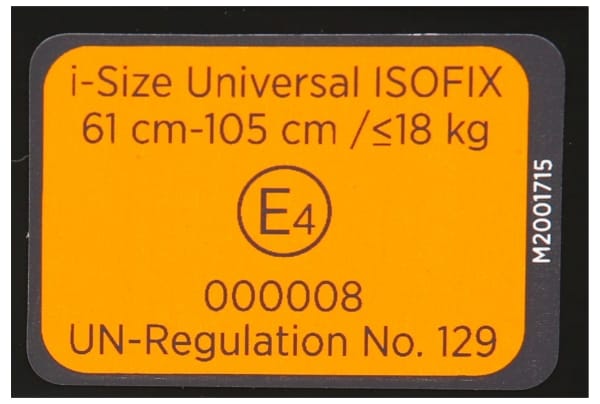 i-Size Universal ISOFIX
61 cm-105 cm /≤18 kg
E4
000008
UN-Regulation No. 129
M2001715